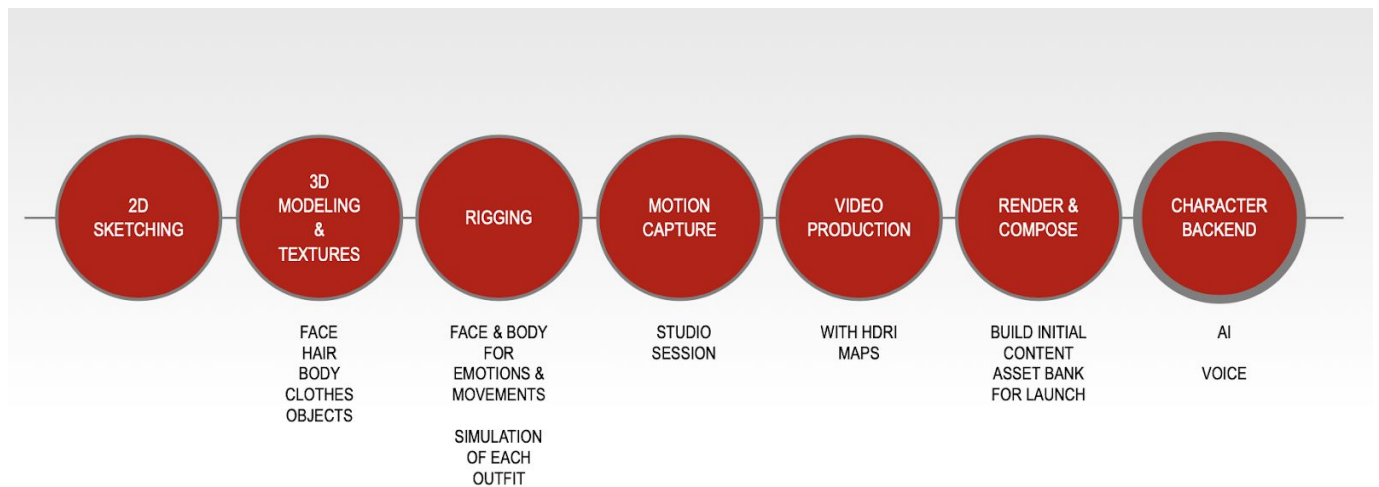 2D
SKETCHING
3D
MODELING
&
TEXTURES
RIGGING
MOTION
CAPTURE
VIDEO
PRODUCTION
RENDER &
COMPOSE
CHARACTER
BACKEND
FACE
HAIR
BODY
CLOTHES
OBJECTS
FACE & BODY
FOR
EMOTIONS &
MOVEMENTS
SIMULATION
OF EACH
OUTFIT
STUDIO
SESSION
WITH HDRI
MAPS
BUILD INITIAL
CONTENT
ASSET BANK
FOR LAUNCH
AI
VOICE